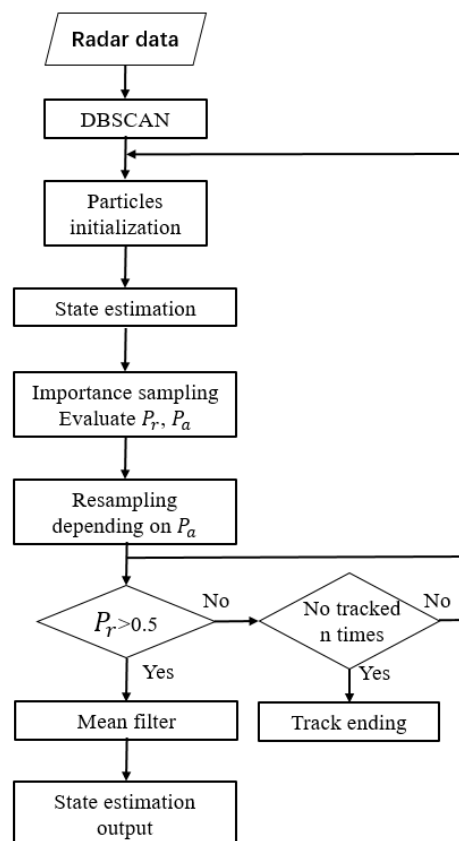 Radar data
DBSCAN
Particles
initialization
State estimation
Importance sampling
Evaluate P_r, P_a
Resampling
depending on P_a
P_r>0.5
No
No tracked
n times
No
Yes
Yes
Mean filter
Track ending
State estimation
output